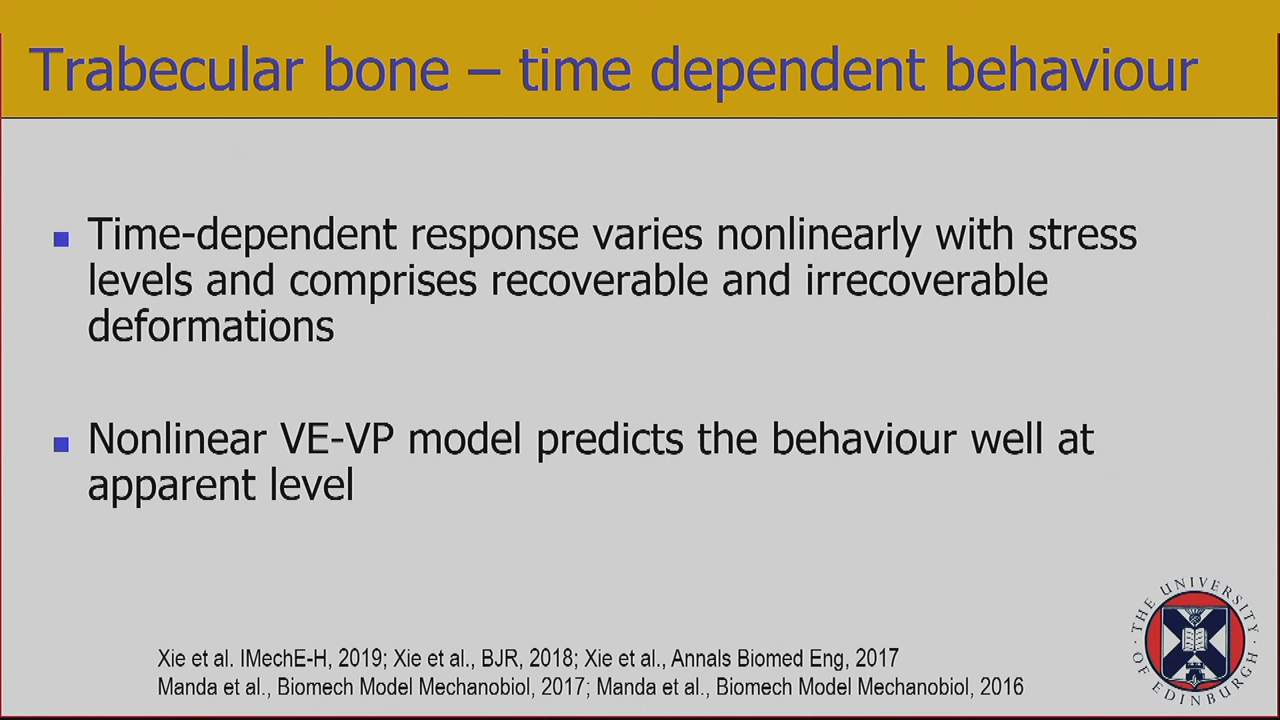 Trabecular bone – time dependent behaviour
Time-dependent response varies nonlinearly with stress
levels and comprises recoverable and irrecoverable
deformations
Nonlinear VE-VP model predicts the behaviour well at
apparent level
Xie et al. IMechE-H, 2019; Xie et al., BJR, 2018; Xie et al., Annals Biomed Eng, 2017
Manda et al., Biomech Model Mechanobiol, 2017; Manda et al., Biomech Model Mechanobiol, 2016
THE UNIVERSITY
OF EDINBURGH